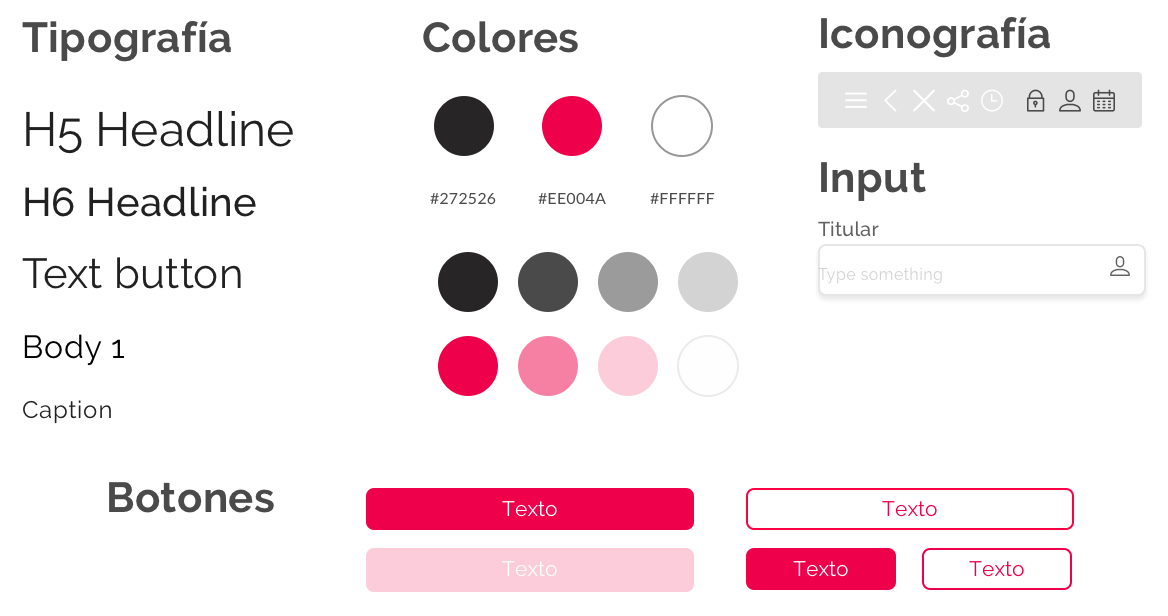 Tipografía
H5 Headline
H6 Headline
Text button
Body 1
Caption
Colores
#272526
#EE004A
#FFFFFF
Iconografía
Input
Titular
Type something
Botones
Texto
Texto
Texto
Texto
Texto